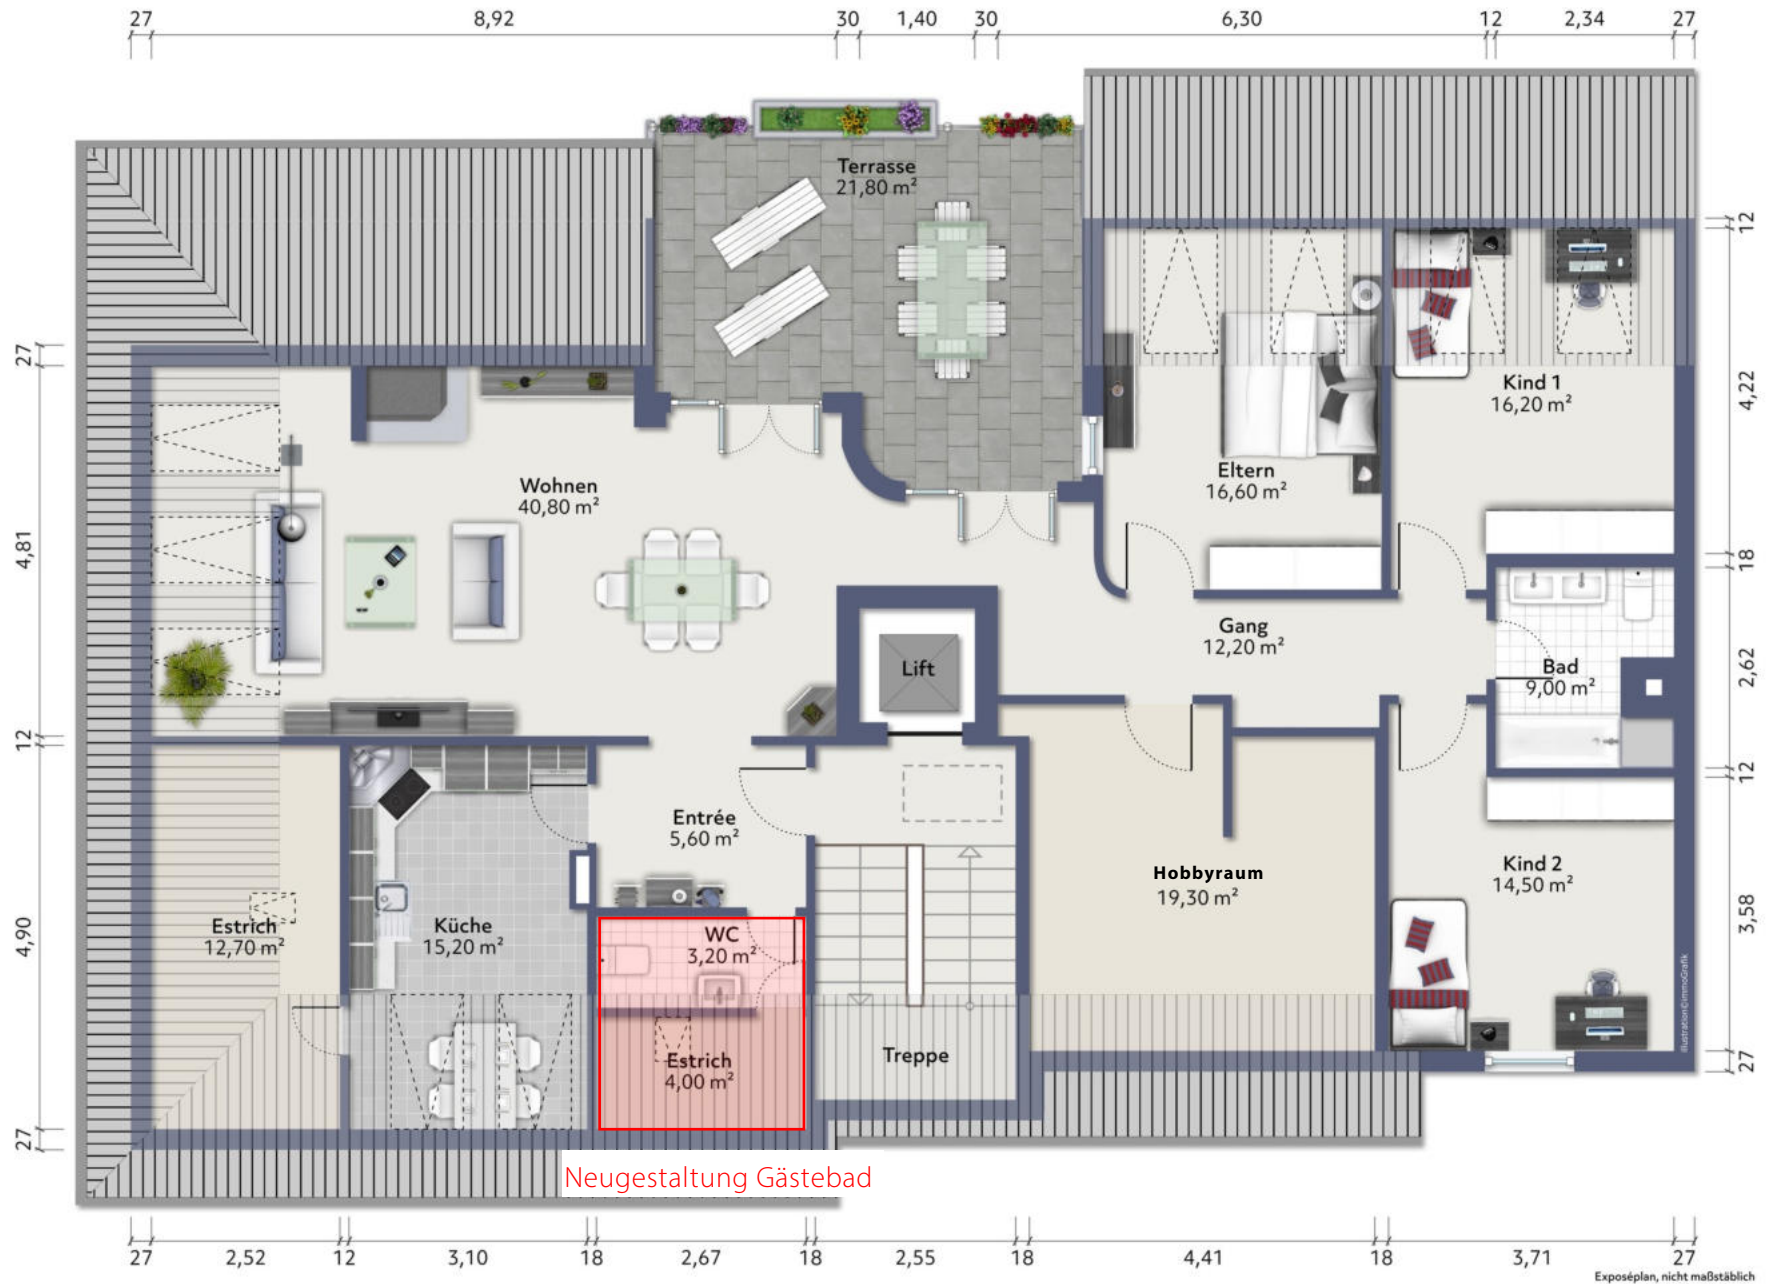 27 8,92 30 1,40 30 6,30 12 2,34 27
Terrasse
21,80 m²
12
27
Kind 1
16,20 m²
4,22
Eltern
16,60 m²
Wohnen
40,80 m²
4,81
18
Gang
12,20 m²
Lift
Bad
9,00 m²
2,62
12
12
Entrée
5,60 m²
Hobbyraum
19,30 m²
Kind 2
14,50 m²
3,58
Estrich
12,70 m²
Küche
15,20 m²
WC
3,20 m²
4,90
Illustration©immoGrafik
Treppe
Estrich
4,00 m²
27
27
Neugestaltung Gästebad
27 2,52 12 3,10 18 2,67 18 2,55 18 4,41 18 3,71 27
Exposéplan, nicht maßstäblich